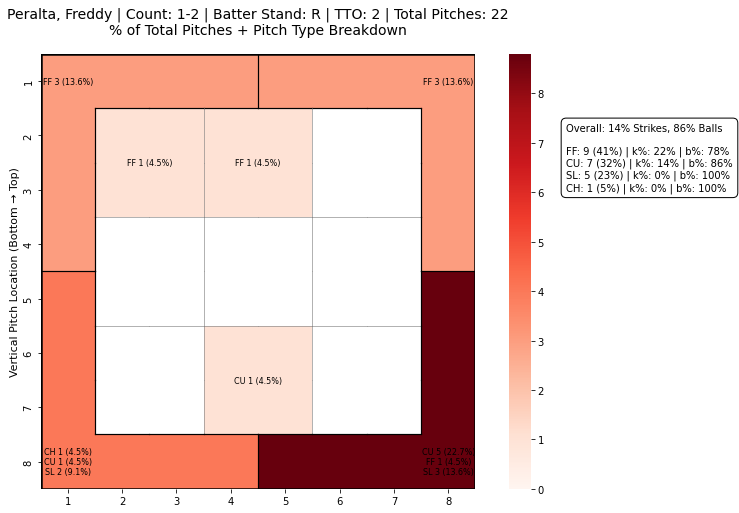 Peralta, Freddy | Count: 1-2 | Batter Stand: R | TTO: 2 | Total Pitches: 22
% of Total Pitches + Pitch Type Breakdown
Vertical Pitch Location (Bottom → Top)
1
2
3
4
5
6
7
8
FF 3 (13.6%)
FF 3 (13.6%)
FF 1 (4.5%)
FF 1 (4.5%)
CU 1 (4.5%)
CH 1 (4.5%)
CU 1 (4.5%)
SL 2 (9.1%)
CU 5 (22.7%)
FF 1 (4.5%)
SL 3 (13.6%)
1 2 3 4 5 6 7 8
8
7
6
5
4
3
2
1
0
Overall: 14% Strikes, 86% Balls
FF: 9 (41%) | k%: 22% | b%: 78%
CU: 7 (32%) | k%: 14% | b%: 86%
SL: 5 (23%) | k%: 0% | b%: 100%
CH: 1 (5%) | k%: 0% | b%: 100%